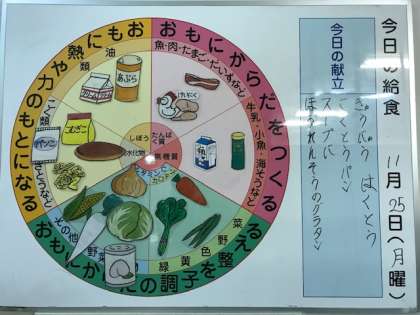 今日の給食 11月25日(月曜)
今日の献立
ぎゅうにゅう はくとう
こくとうパン
スープに
ほうれんそうのグラタン
おもにからだをつくる
魚・肉・たまご・だいずなど
牛乳・小魚・海そうなど
おもにからだの調子を整える
緑黄色野菜
その他
野菜
おもに熱や力のもとになる
油類
たんぱく質
しぼう
水化物
無機質
ビタミン